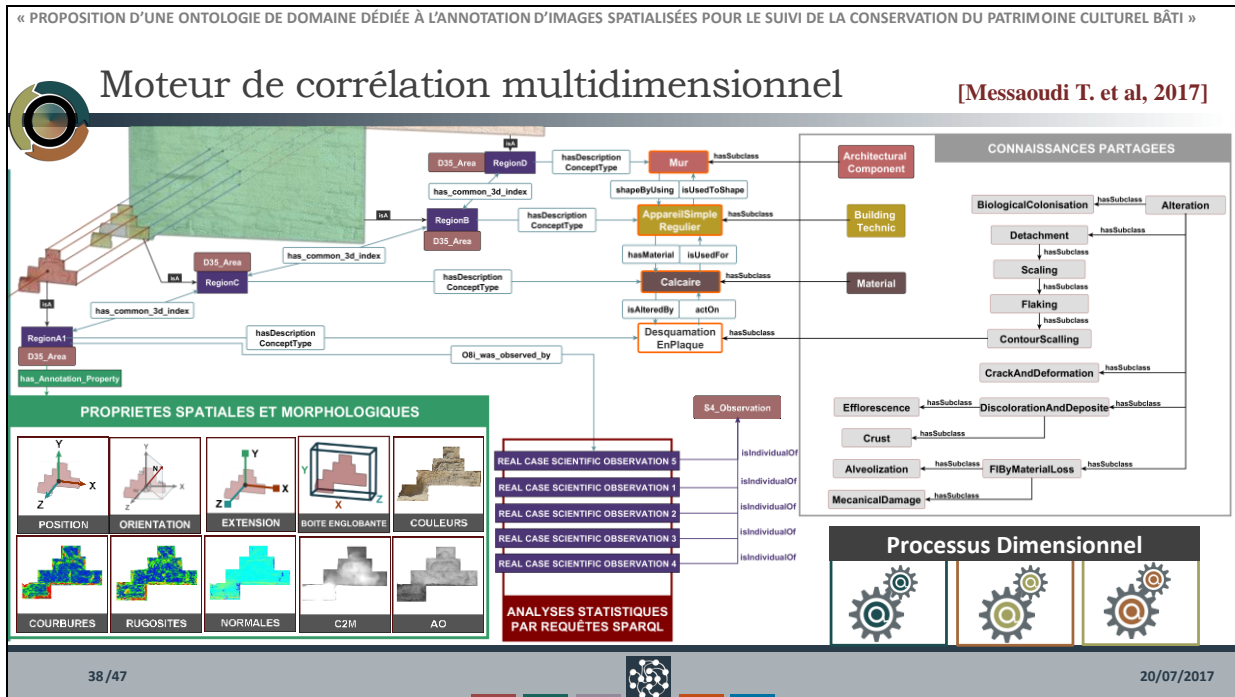 « PROPOSITION D'UNE ONTOLOGIE DE DOMAINE DÉDIÉE À L'ANNOTATION D'IMAGES SPATIALISÉES POUR LE SUIVI DE LA CONSERVATION DU PATRIMOINE CULTUREL BÂTI »
Moteur de corrélation multidimensionnel
[Messaoudi T. et al, 2017]
isA
D35_Area
RegionD
hasDescription
ConceptType
Mur
hasSubclass
Architectural
Component
has_common_3d_index
shapeByUsing
isUsedToShape
isA
RegionB
D35_Area
hasDescription
ConceptType
AppareilSimple
Regulier
hasSubclass
Building
Technic
has_common_3d_index
hasMaterial
isUsedFor
D35_Area
isA
RegionC
hasDescription
ConceptType
Calcaire
hasSubclass
Material
isA
has_common_3d_index
isAlteredBy
actOn
RegionA1
D35_Area
hasDescription
ConceptType
Desquamation
EnPlaque
hasSubclass
O8i_was_observed_by
has_Annotation_Property
CONNAISSANCES PARTAGEES
BiologicalColonisation
hasSubclass
Alteration
Detachment
hasSubclass
hasSubclass
Scaling
hasSubclass
Flaking
hasSubclass
ContourScalling
CrackAndDeformation
hasSubclass
Efflorescence
hasSubclass
DiscolorationAndDeposite
hasSubclass
Crust
hasSubclass
Alveolization
hasSubclass
FIByMaterialLoss
hasSubclass
MecanicalDamage
hasSubclass
PROPRIETES SPATIALES ET MORPHOLOGIQUES
Y
X
Z
POSITION
Y
N
X
Z
ORIENTATION
Y
X
Z
EXTENSION
Y
X
Z
BOITE ENGLOBANTE
COULEURS
COURBURES
RUGOSITES
NORMALES
C2M
AO
S4_Observation
REAL CASE SCIENTIFIC OBSERVATION 5
isIndividualOf
REAL CASE SCIENTIFIC OBSERVATION 1
isIndividualOf
REAL CASE SCIENTIFIC OBSERVATION 2
isIndividualOf
REAL CASE SCIENTIFIC OBSERVATION 3
isIndividualOf
REAL CASE SCIENTIFIC OBSERVATION 4
isIndividualOf
ANALYSES STATISTIQUES
PAR REQUÊTES SPARQL
Processus Dimensionnel
@ @
@ @
@ @
38/47
20/07/2017